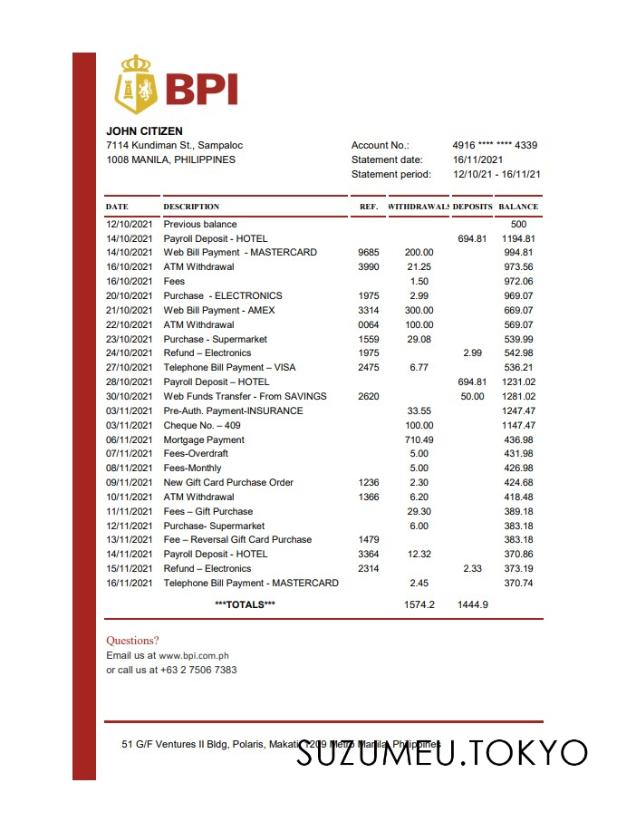 BPI
JOHN CITIZEN
7114 Kundiman St., Sampaloc
1008 MANILA, PHILIPPINES
Account No.: 4916 **** **** 4339
Statement date: 16/11/2021
Statement period: 12/10/21 - 16/11/21
DATE DESCRIPTION REF. WITHDRAWALS DEPOSITS BALANCE
12/10/2021 Previous balance 500
14/10/2021 Payroll Deposit - HOTEL 694.81 1194.81
14/10/2021 Web Bill Payment - MASTERCARD 9685 200.00 994.81
16/10/2021 ATM Withdrawal 3990 21.25 973.56
16/10/2021 Fees 1.50 972.06
20/10/2021 Purchase - ELECTRONICS 1975 2.99 969.07
21/10/2021 Web Bill Payment - AMEX 3314 300.00 669.07
22/10/2021 ATM Withdrawal 0064 100.00 569.07
23/10/2021 Purchase - Supermarket 1559 29.08 539.99
24/10/2021 Refund – Electronics 1975 2.99 542.98
27/10/2021 Telephone Bill Payment – VISA 2475 6.77 536.21
28/10/2021 Payroll Deposit – HOTEL 694.81 1231.02
30/10/2021 Web Funds Transfer - From SAVINGS 2620 50.00 1281.02
03/11/2021 Pre-Auth. Payment-INSURANCE 33.55 1247.47
03/11/2021 Cheque No. – 409 100.00 1147.47
06/11/2021 Mortgage Payment 710.49 436.98
07/11/2021 Fees-Overdraft 5.00 431.98
08/11/2021 Fees-Monthly 5.00 426.98
09/11/2021 New Gift Card Purchase Order 1236 2.30 424.68
10/11/2021 ATM Withdrawal 1366 6.20 418.48
11/11/2021 Fees – Gift Purchase 29.30 389.18
12/11/2021 Purchase- Supermarket 6.00 383.18
13/11/2021 Fee – Reversal Gift Card Purchase 1479 383.18
14/11/2021 Payroll Deposit - HOTEL 3364 12.32 370.86
15/11/2021 Refund – Electronics 2314 2.33 373.19
16/11/2021 Telephone Bill Payment - MASTERCARD 2.45 370.74
***TOTALS*** 1574.2 1444.9
Questions?
Email us at www.bpi.com.ph
or call us at +63 2 7506 7383
51 G/F Ventures II Bldg, Polaris, Makati, 1209 Metro Manila, Philippines
SUZUMEU.TOKYO